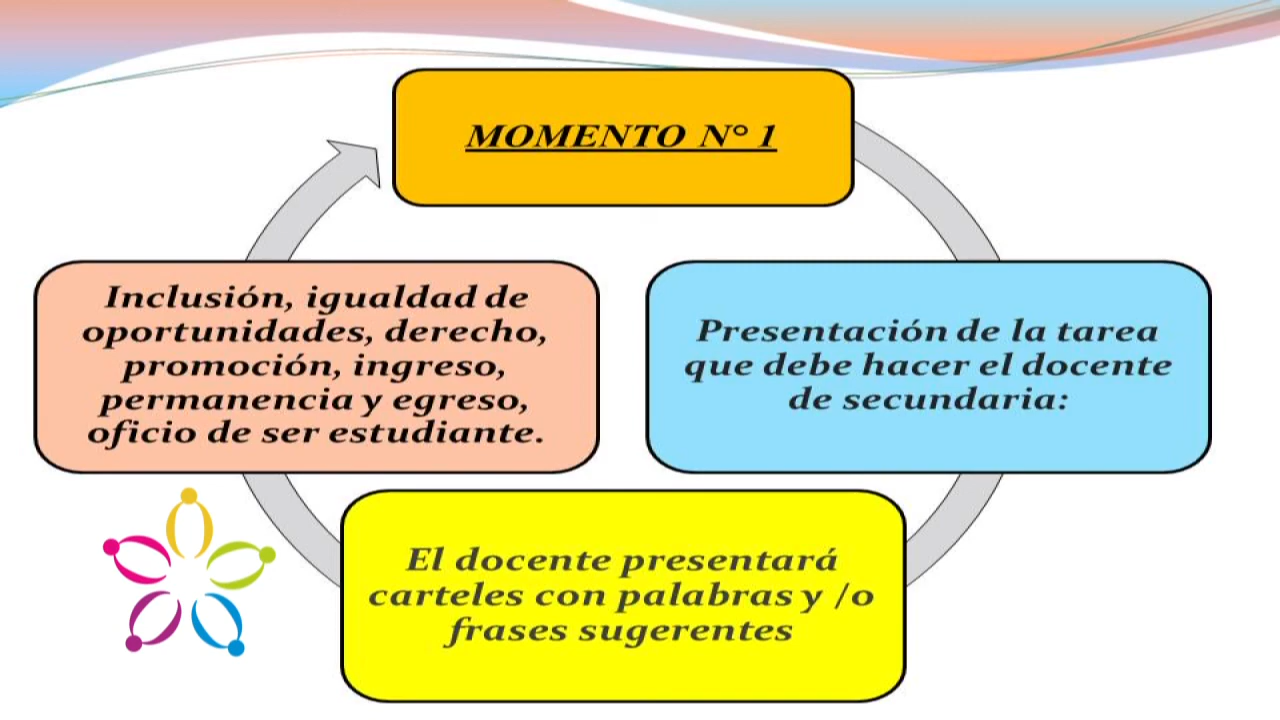 MOMENTO N° 1
Presentación de la tarea
que debe hacer el docente
de secundaria:
El docente presentará
carteles con palabras y /o
frases sugerentes
Inclusión, igualdad de
oportunidades, derecho,
promoción, ingreso,
permanencia y egreso,
oficio de ser estudiante.